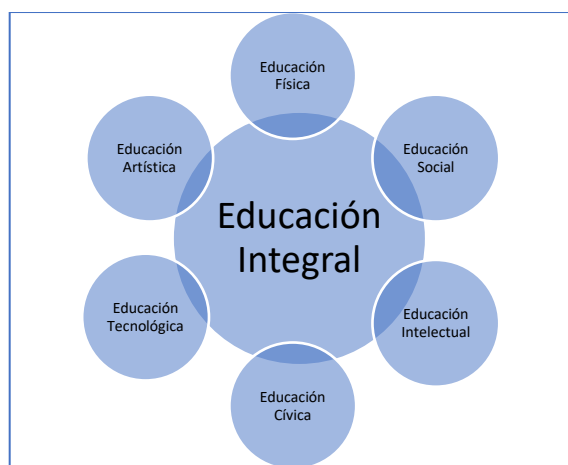 Educación
Física
Educación
Artística
Educación
Social
Educación
Integral
Educación
Tecnológica
Educación
Intelectual
Educación
Cívica